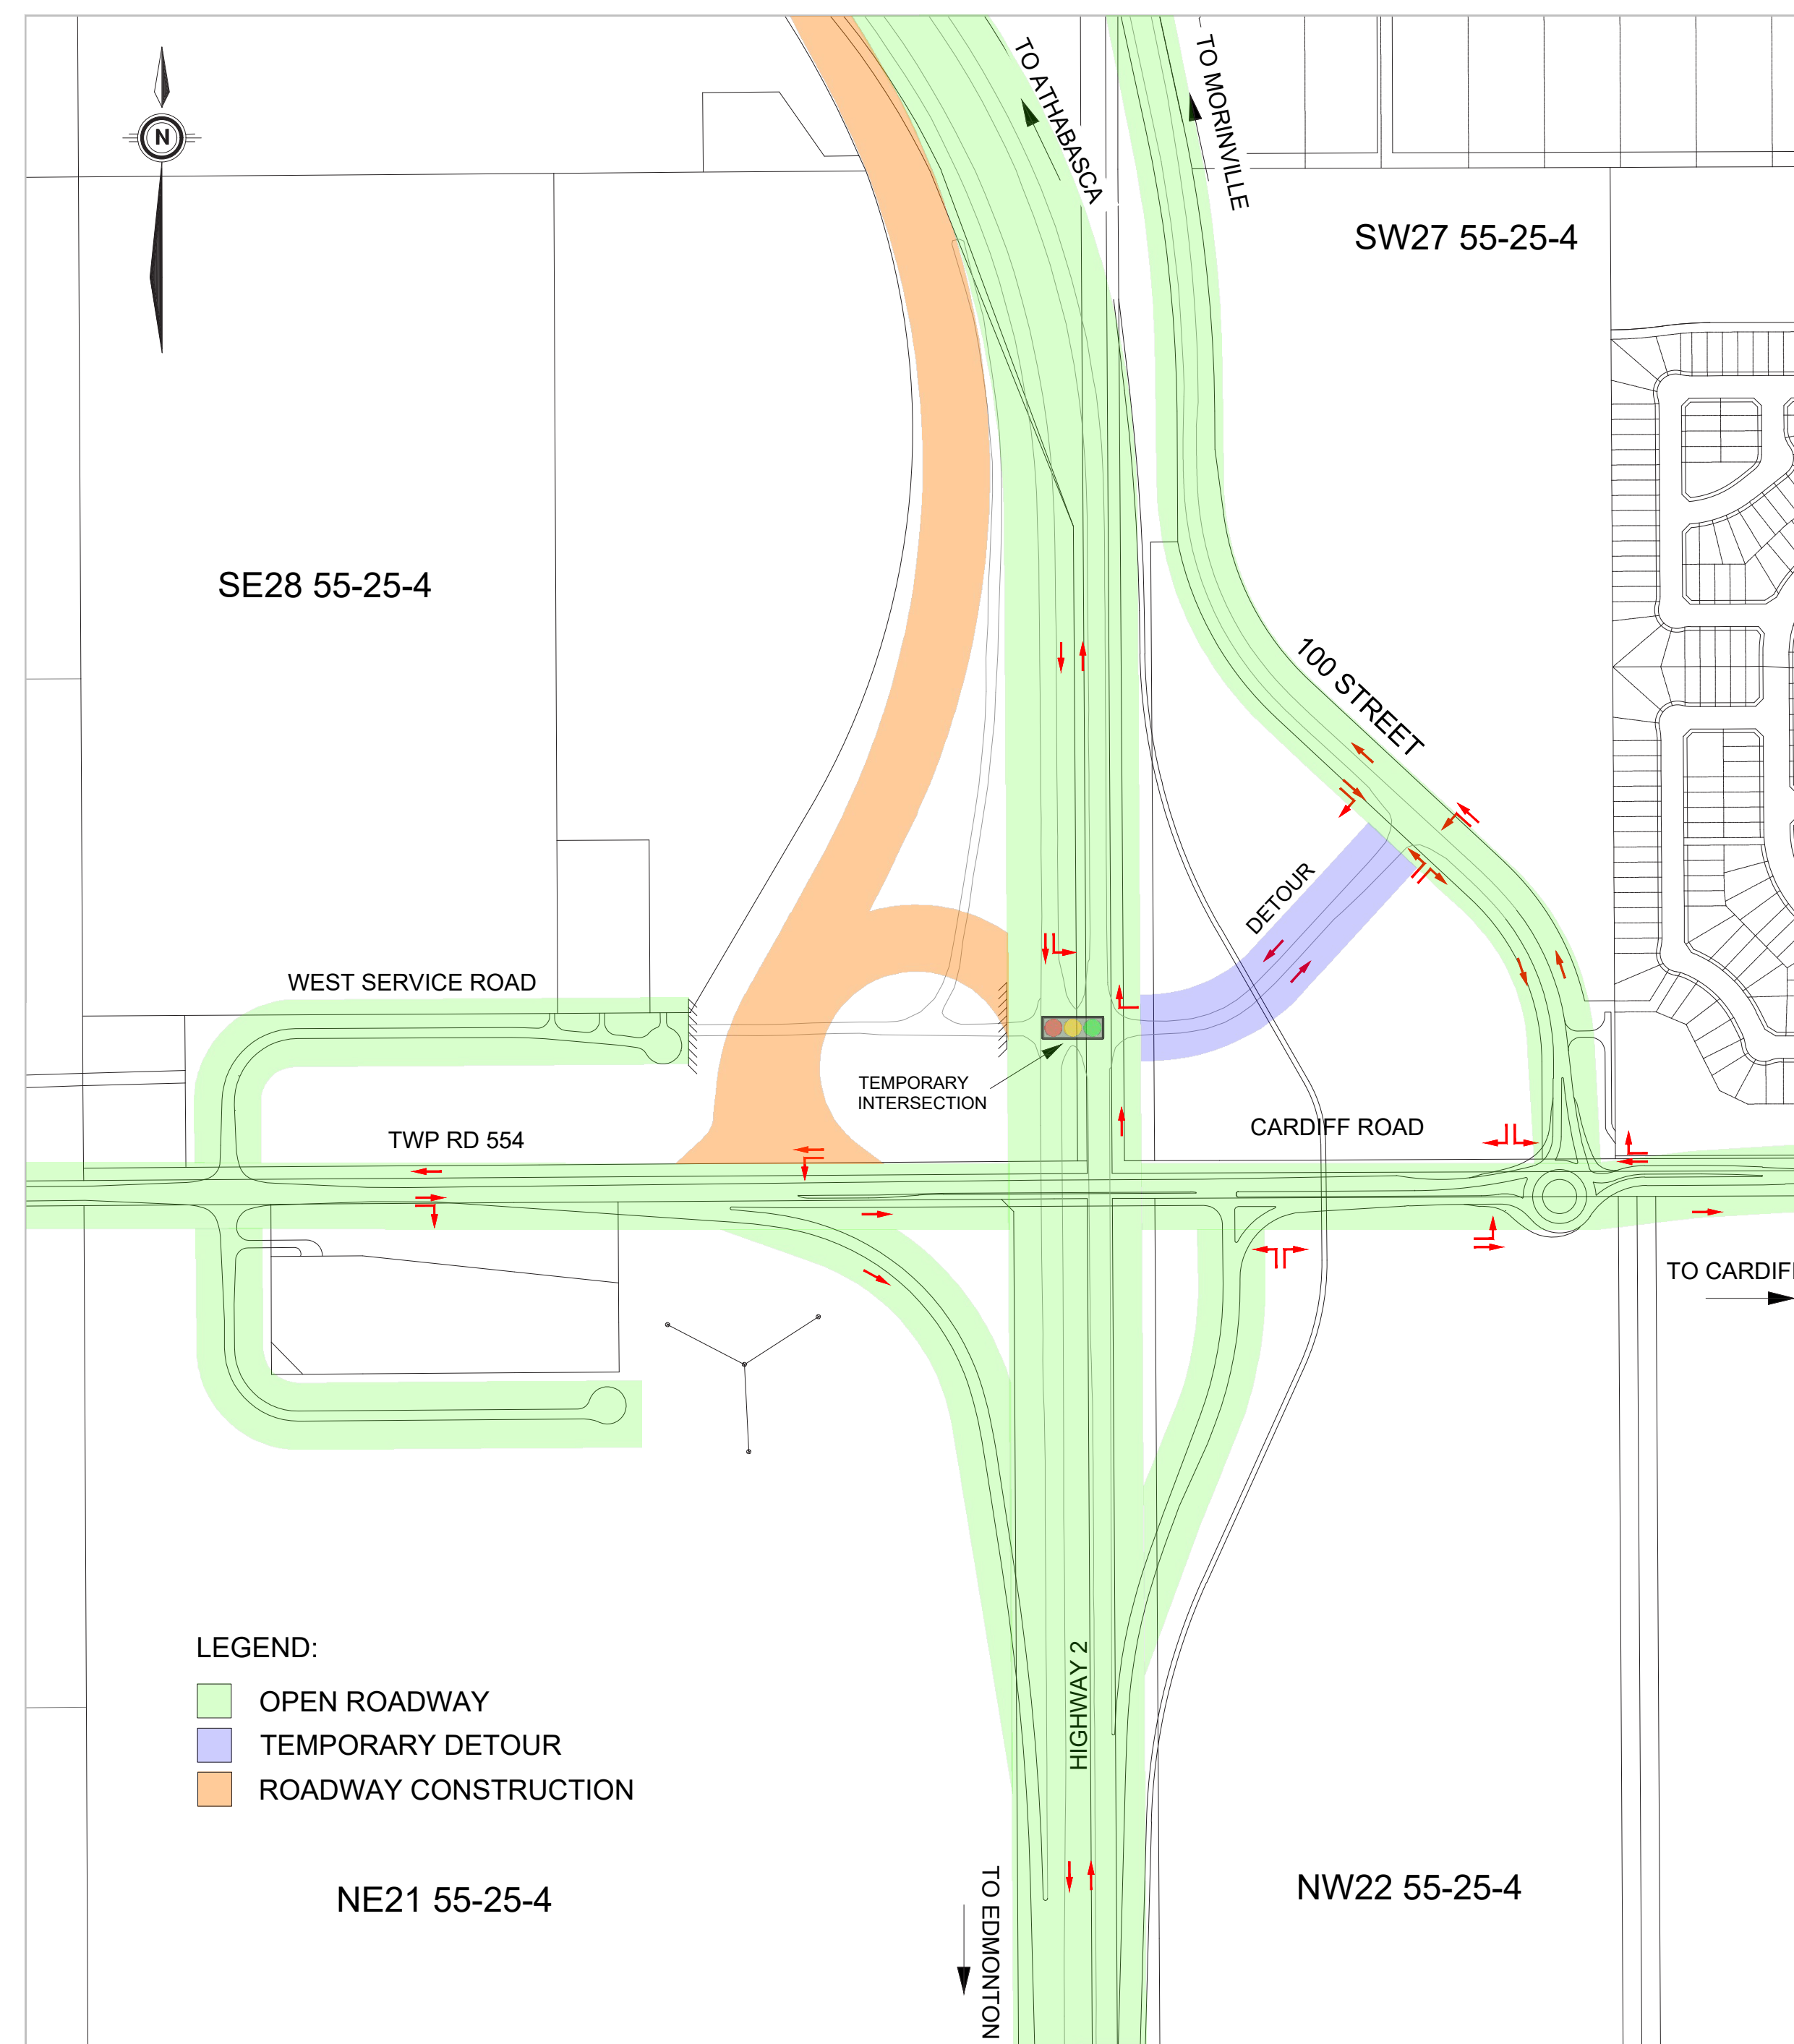 TO ATHABASCA
TO MORINVILLE
N
SW27 55-25-4
SE28 55-25-4
100 STREET
DETOUR
WEST SERVICE ROAD
TEMPORARY
INTERSECTION
CARDIFF ROAD
TWP RD 554
TO CARDIFF
LEGEND:
OPEN ROADWAY
TEMPORARY DETOUR
ROADWAY CONSTRUCTION
HIGHWAY 2
TO EDMONTON
NE21 55-25-4
NW22 55-25-4